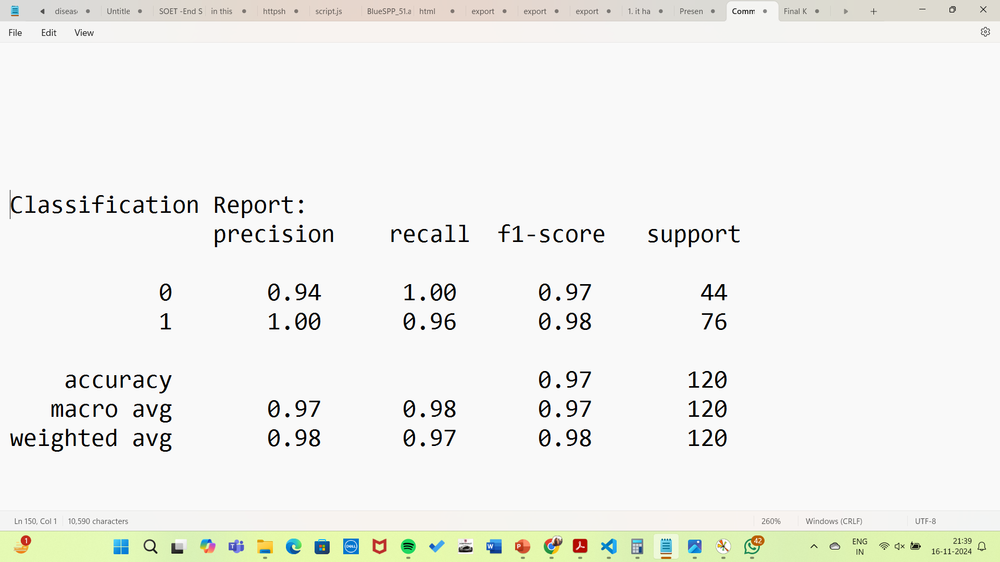 diseas Untitle SOET -End S in this httpsh script.js BlueSPP_51.a html export export export 1. it ha Presen Comm Final K
File Edit View
Classification Report:
precision recall f1-score support
0 0.94 1.00 0.97 44
1 1.00 0.96 0.98 76
accuracy 0.97 120
macro avg 0.97 0.98 0.97 120
weighted avg 0.98 0.97 0.98 120
Ln 150, Col 1 10,590 characters 260% Windows (CRLF) UTF-8
1 DELL 42 ENG 21:39
IN 16-11-2024